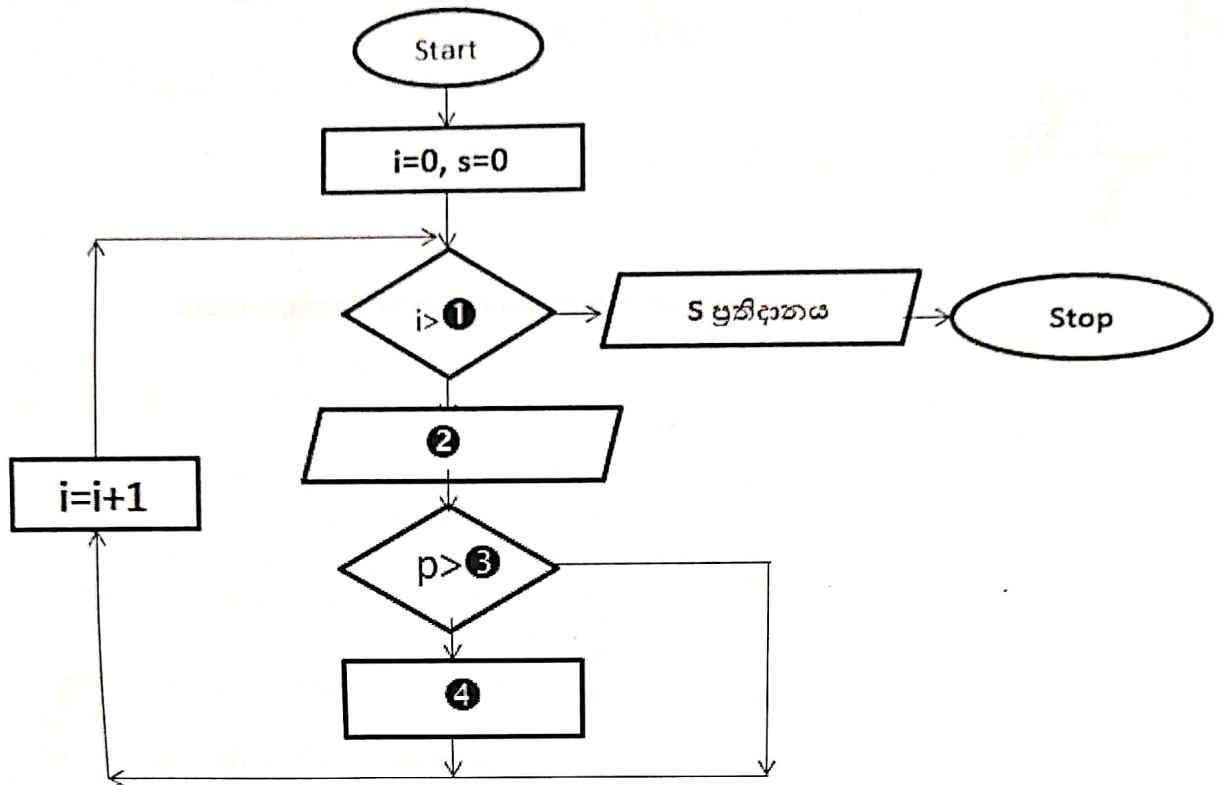 Start
i=0, s=0
i> ❶
S ප්‍රතිදානය
Stop
❷
i=i+1
p> ❸
❹